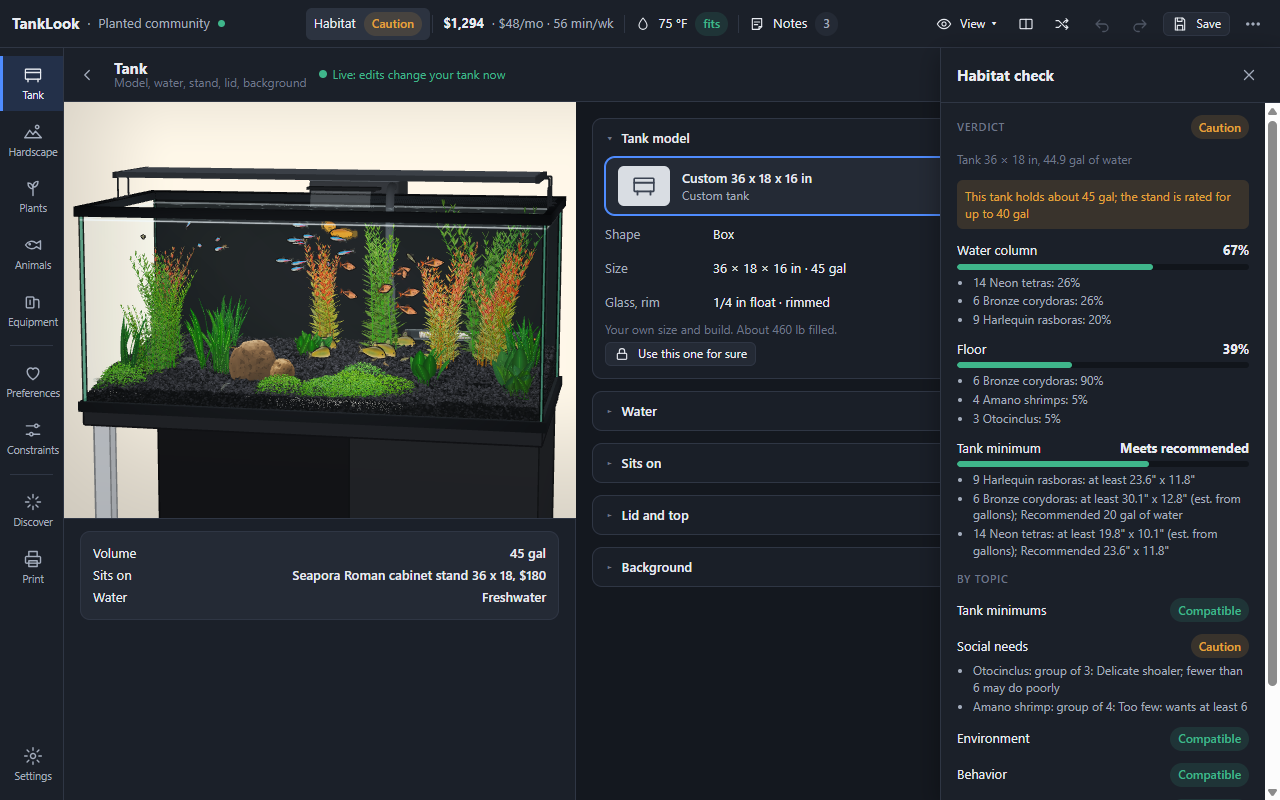 TankLook · Planted community
Habitat Caution
$1,294 · $48/mo · 56 min/wk
75 °F fits
Notes 3
View
Save
Tank
Hardscape
Plants
Animals
Equipment
Preferences
Constraints
Discover
Print
Settings
Tank
Model, water, stand, lid, background
Live: edits change your tank now
Volume 45 gal
Sits on Seapora Roman cabinet stand 36 x 18, $180
Water Freshwater
Tank model
Custom 36 x 18 x 16 in
Custom tank
Shape Box
Size 36 × 18 × 16 in · 45 gal
Glass, rim 1/4 in float · rimmed
Your own size and build. About 460 lb filled.
Use this one for sure
Water
Sits on
Lid and top
Background
Habitat check
VERDICT Caution
Tank 36 × 18 in, 44.9 gal of water
This tank holds about 45 gal; the stand is rated for
up to 40 gal
Water column 67%
• 14 Neon tetras: 26%
• 6 Bronze corydoras: 26%
• 9 Harlequin rasboras: 20%
Floor 39%
• 6 Bronze corydoras: 90%
• 4 Amano shrimps: 5%
• 3 Otocinclus: 5%
Tank minimum Meets recommended
• 9 Harlequin rasboras: at least 23.6" x 11.8"
• 6 Bronze corydoras: at least 30.1" x 12.8" (est. from
gallons); Recommended 20 gal of water
• 14 Neon tetras: at least 19.8" x 10.1" (est. from
gallons); Recommended 23.6" x 11.8"
BY TOPIC
Tank minimums Compatible
Social needs Caution
• Otocinclus: group of 3: Delicate shoaler; fewer than
6 may do poorly
• Amano shrimp: group of 4: Too few: wants at least 6
Environment Compatible
Behavior Compatible